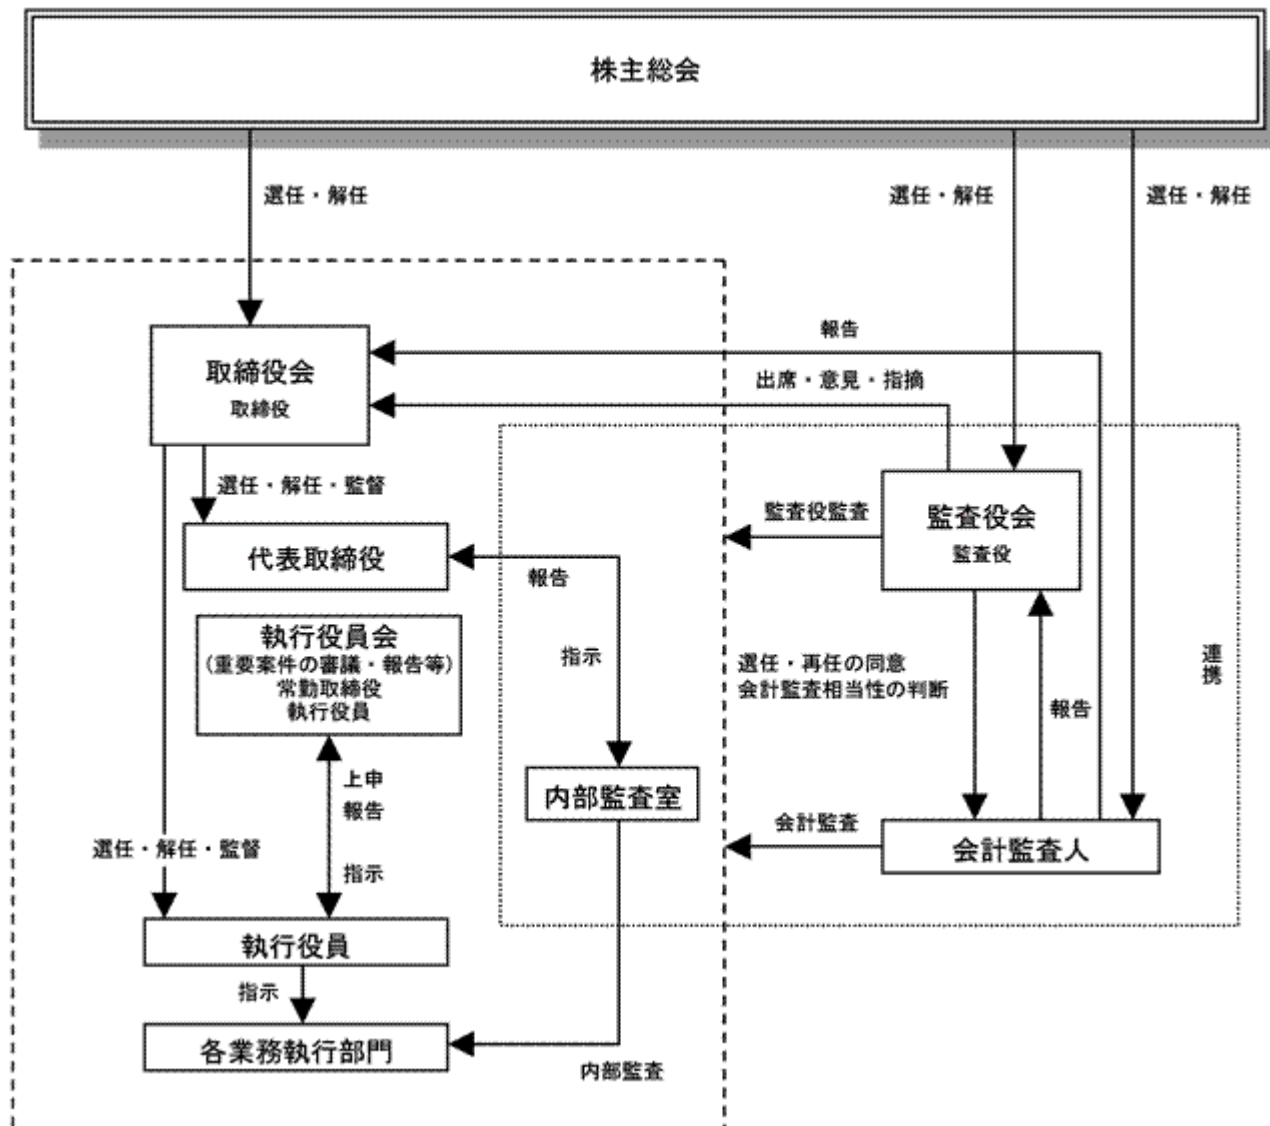 株主総会
選任・解任
選任・解任
選任・解任
報告
取締役会
取締役
出席・意見・指摘
選任・解任・監督
監査役監査
監査役会
監査役
代表取締役
報告
執行役員会
(重要案件の審議・報告等)
常勤取締役
執行役員
指示
選任・再任の同意
会計監査相当性の判断
報告
連携
上申
報告
内部監査室
会計監査
会計監査人
選任・解任・監督
指示
執行役員
指示
各業務執行部門
内部監査